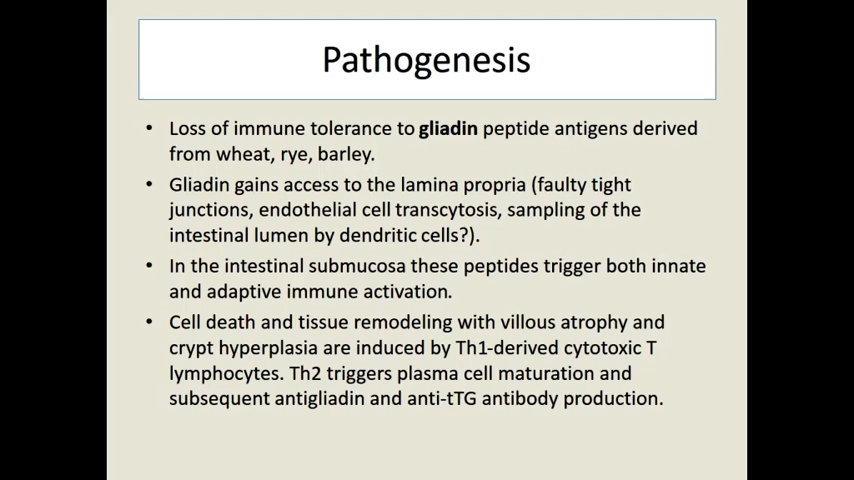 Pathogenesis
• Loss of immune tolerance to gliadin peptide antigens derived
from wheat, rye, barley.
• Gliadin gains access to the lamina propria (faulty tight
junctions, endothelial cell transcytosis, sampling of the
intestinal lumen by dendritic cells?).
• In the intestinal submucosa these peptides trigger both innate
and adaptive immune activation.
• Cell death and tissue remodeling with villous atrophy and
crypt hyperplasia are induced by Th1-derived cytotoxic T
lymphocytes. Th2 triggers plasma cell maturation and
subsequent antigliadin and anti-tTG antibody production.